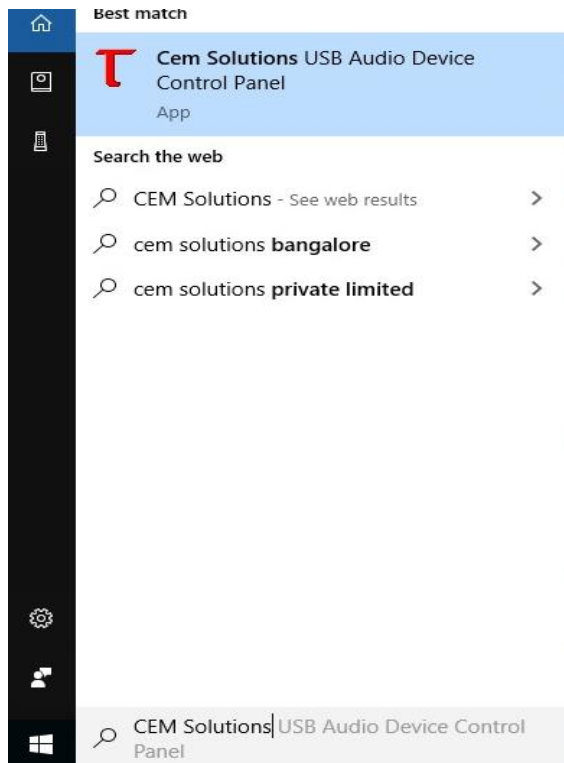 Best match
Cem Solutions USB Audio Device
Control Panel
App
Search the web
CEM Solutions - See web results
cem solutions bangalore
cem solutions private limited
CEM Solutions USB Audio Device Control
Panel